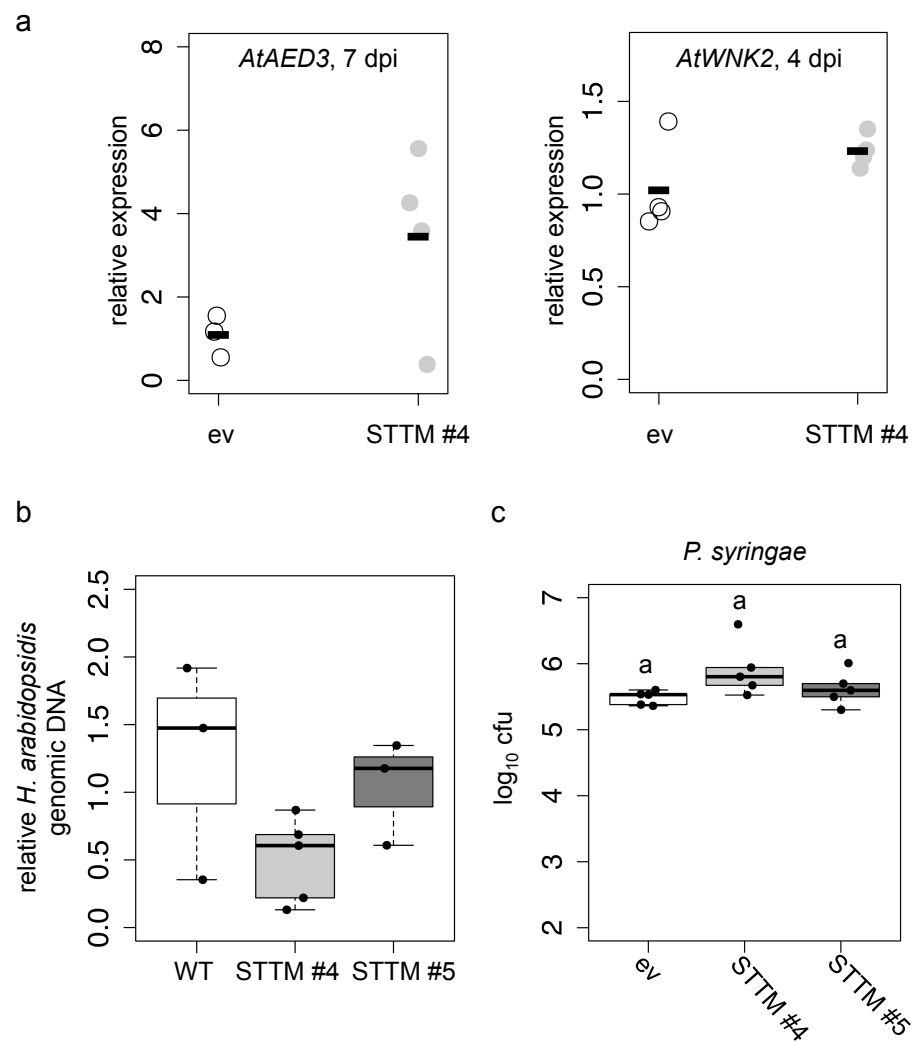 a
AtAED3, 7 dpi
relative expression
0 2 4 6 8
ev STTM #4
AtWNK2, 4 dpi
relative expression
0.0 0.5 1.0 1.5
ev STTM #4
b
relative H. arabidopsidis
genomic DNA
0.0 0.5 1.0 1.5 2.0 2.5
WT STTM #4 STTM #5
c
P. syringae
log10 cfu
2 3 4 5 6 7
a a a
ev STTM #4 STTM #5